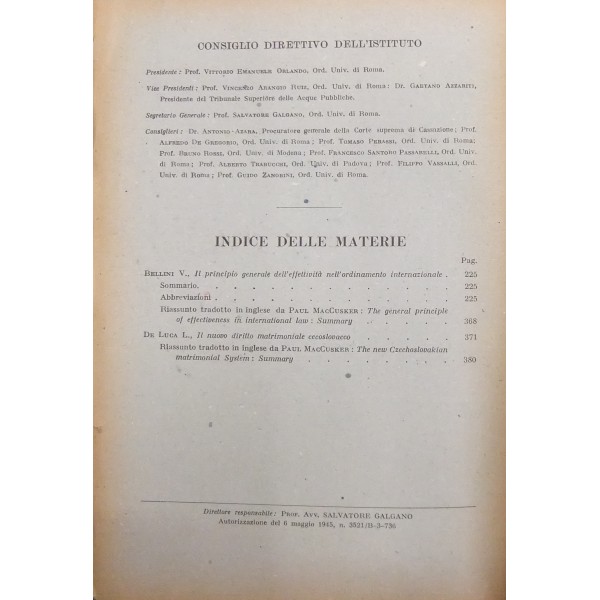 CONSIGLIO DIRETTIVO DELL'ISTITUTO
Presidente: Prof. VITTORIO EMANUELE ORLANDO, Ord. Univ. di Roma.
Vice Presidenti: Prof. VINCENZO ARANGIO RUIZ, Ord. Univ. di Roma: Dr. GAETANO AZZARITI,
Presidente del Tribunale Superiore delle Acque Pubbliche.
Segretario Generale: Prof. SALVATORE GALGANO, Ord. Univ. di Roma.
Consiglieri: Dr. ANTONIO AZARA, Procuratore generale della Corte suprema di Cassazione; Prof.
ALFREDO DE GREGORIO, Ord. Univ. di Roma; Prof. TOMASO PERASSI, Ord. Univ. di Roma;
Prof. BRUNO ROSSI, Ord. Univ. di Modena; Prof. FRANCESCO SANTORO PASSARELLI, Ord. Univ.
di Roma; Prof. ALBERTO TRABUCCHI, Ord. Univ. di Padova; Prof. FILIPPO VASSALLI, Ord.
Univ. di Roma; Prof. GUIDO ZANOBINI, Ord. Univ. di Roma.
INDICE DELLE MATERIE
Pag.
BELLINI V., Il principio generale dell'effettività nell'ordinamento internazionale . 225
Sommario. . . . . . . . . . . . . 225
Abbreviazioni . . . . . . . . . . . . 225
Riassunto tradotto in inglese da PAUL MACCUSKER: The general principle
of effectiveness in international law: Summary . . . . . 368
DE LUCA L., Il nuovo diritto matrimoniale cecoslovacco . . . . . 371
Riassunto tradotto in inglese da PAUL MACCUSKER: The new Czechoslovakian
matrimonial System: Summary . . . . . . . . 380
Direttore responsabile: PROF. AVV. SALVATORE GALGANO
Autorizzazione del 6 maggio 1945, n. 3521/II-3-736